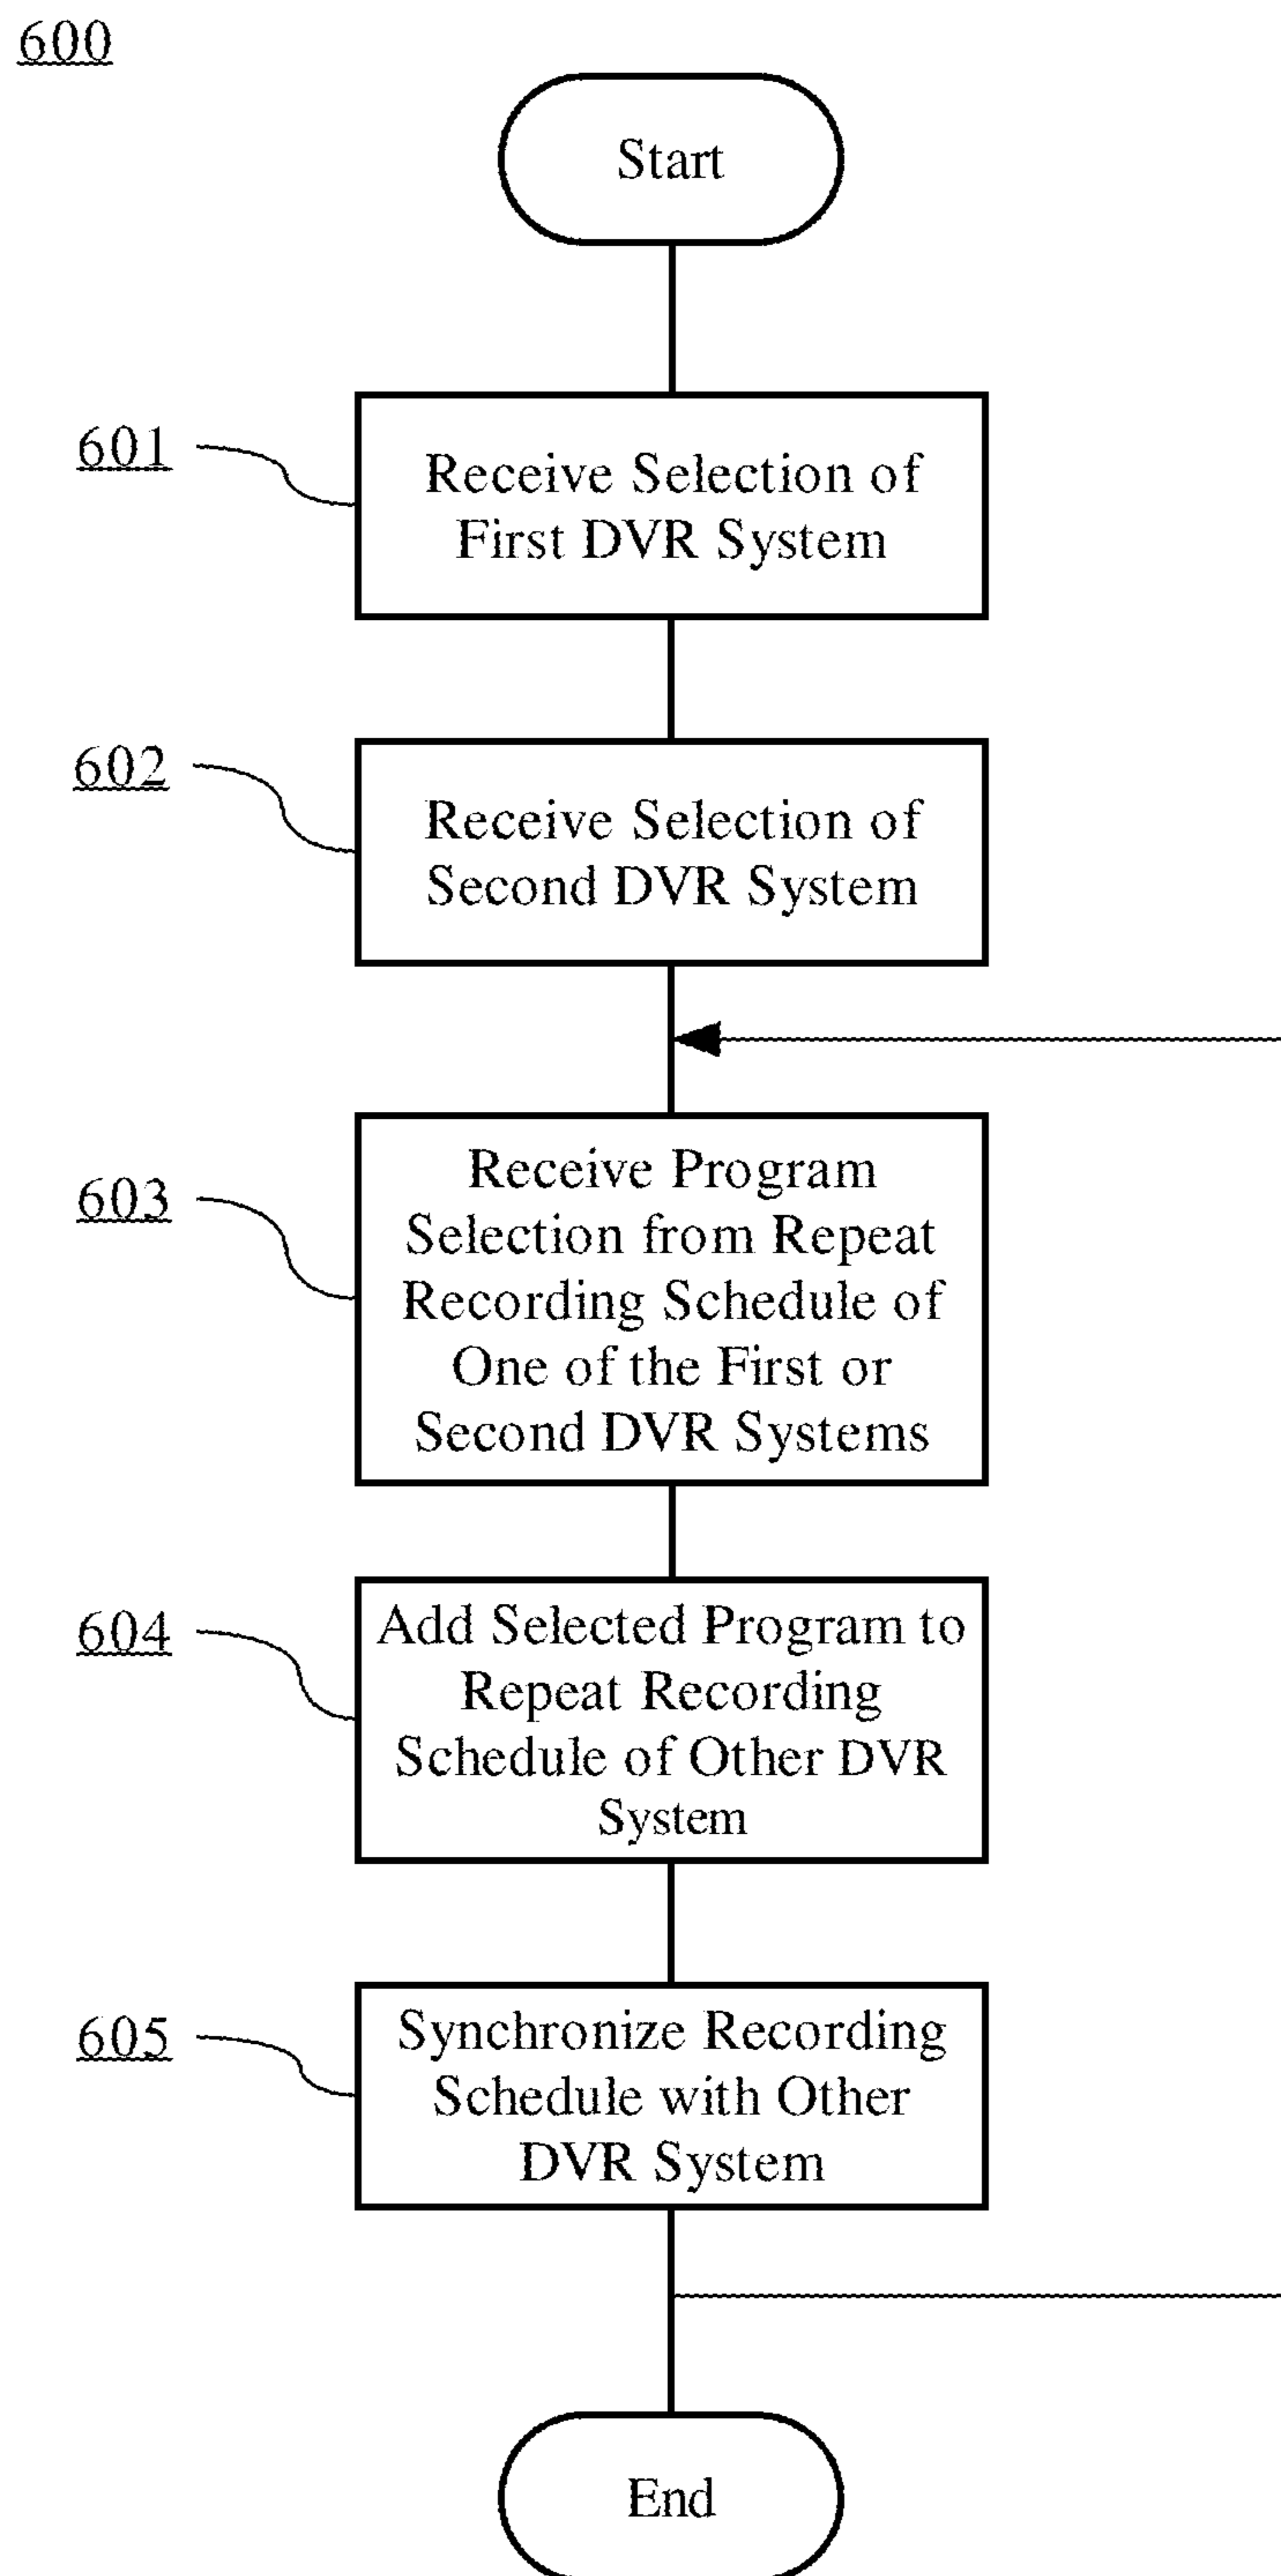 600
Start
601
Receive Selection of
First DVR System
602
Receive Selection of
Second DVR System
603
Receive Program
Selection from Repeat
Recording Schedule of
One of the First or
Second DVR Systems
604
Add Selected Program to
Repeat Recording
Schedule of Other DVR
System
605
Synchronize Recording
Schedule with Other
DVR System
End